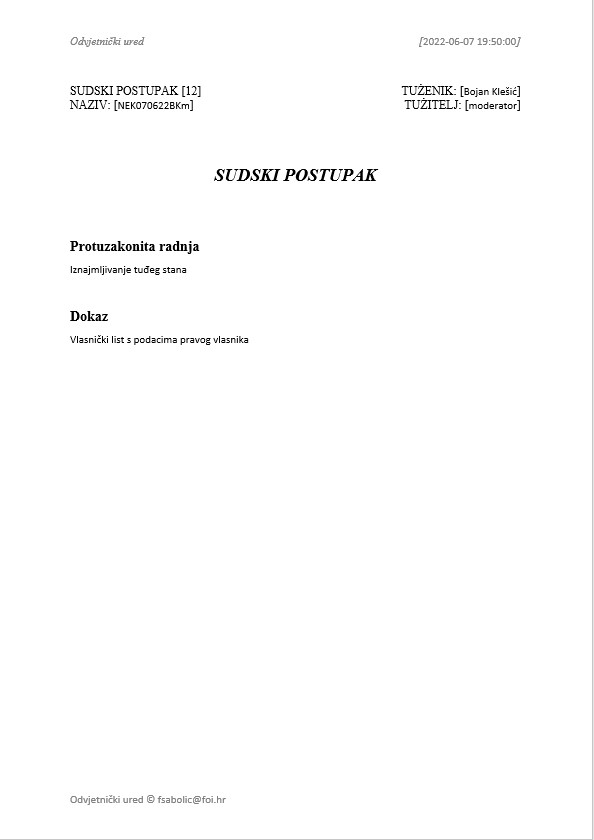 Odvjetnički ured [2022-06-07 19:50:00]
SUDSKI POSTUPAK [12] TUŽENIK: [Bojan Klešić]
NAZIV: [NEK070622BKm] TUŽITELJ: [moderator]
SUDSKI POSTUPAK
Protuzakonita radnja
Iznajmljivanje tuđeg stana
Dokaz
Vlasnički list s podacima pravog vlasnika
Odvjetnički ured © fsabolic@foi.hr